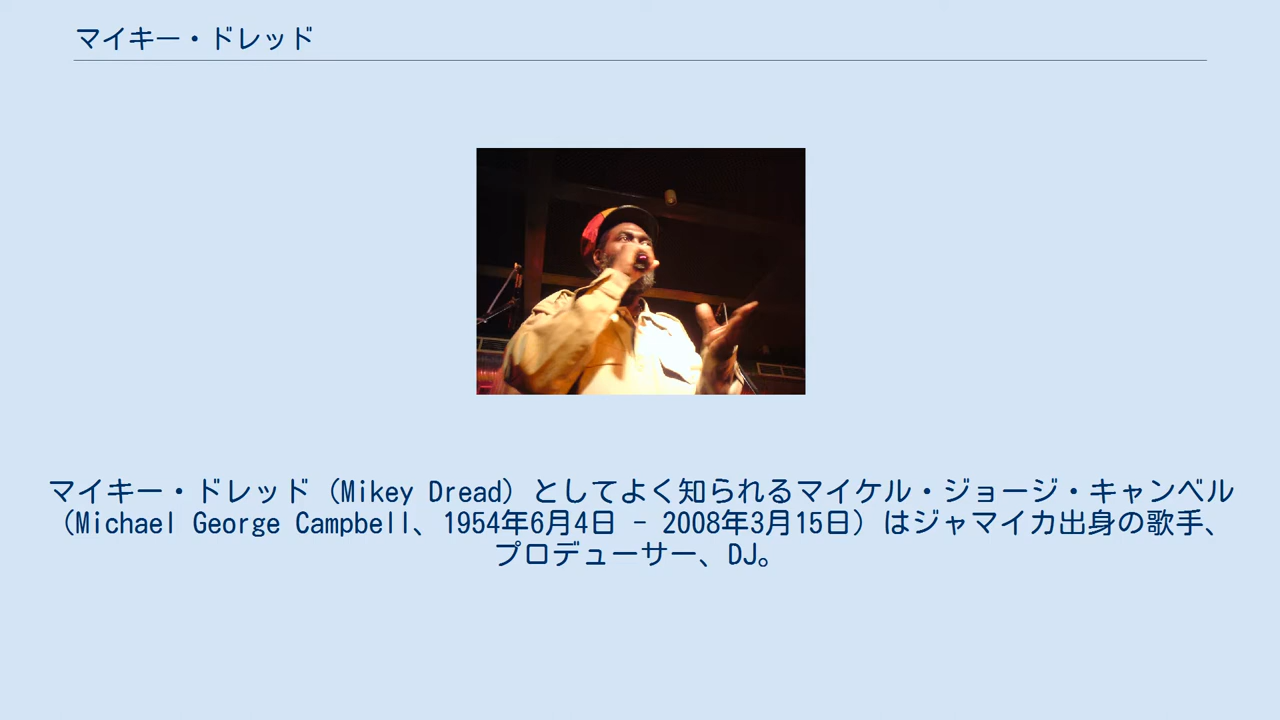 マイキー・ドレッド
マイキー・ドレッド（Mikey Dread）としてよく知られるマイケル・ジョージ・キャンベル
（Michael George Campbell、1954年6月4日 - 2008年3月15日）はジャマイカ出身の歌手、
プロデューサー、DJ。